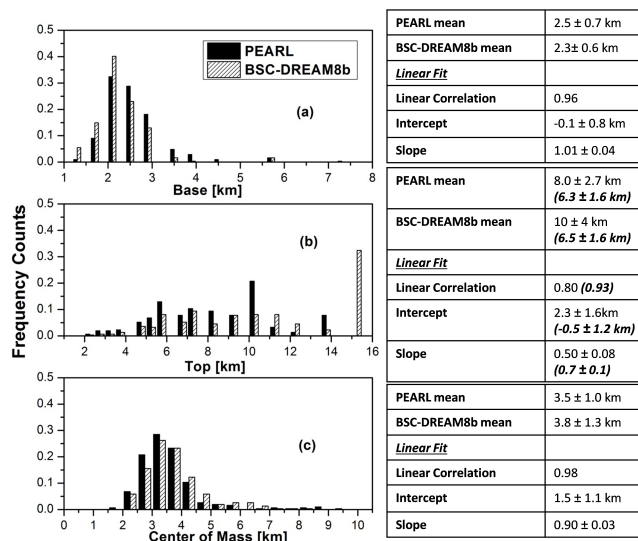 PEARL
BSC-DREAM8b
(a)
0.5
0.4
0.3
0.2
0.1
0.0
1 2 3 4 5 6 7 8
Base [km]
(b)
0.5
0.4
0.3
0.2
0.1
0.0
0 2 4 6 8 10 12 14 16
Top [km]
(c)
0.5
0.4
0.3
0.2
0.1
0.0
0 1 2 3 4 5 6 7 8 9 10
Center of Mass [km]
Frequency Counts
PEARL mean 2.5 ± 0.7 km
BSC-DREAM8b mean 2.3± 0.6 km
Linear Fit
Linear Correlation 0.96
Intercept -0.1 ± 0.8 km
Slope 1.01 ± 0.04
PEARL mean 8.0 ± 2.7 km
(6.3 ± 1.6 km)
BSC-DREAM8b mean 10 ± 4 km
(6.5 ± 1.6 km)
Linear Fit
Linear Correlation 0.80 (0.93)
Intercept 2.3 ± 1.6km
(-0.5 ± 1.2 km)
Slope 0.50 ± 0.08
(0.7 ± 0.1)
PEARL mean 3.5 ± 1.0 km
BSC-DREAM8b mean 3.8 ± 1.3 km
Linear Fit
Linear Correlation 0.98
Intercept 1.5 ± 1.1 km
Slope 0.90 ± 0.03